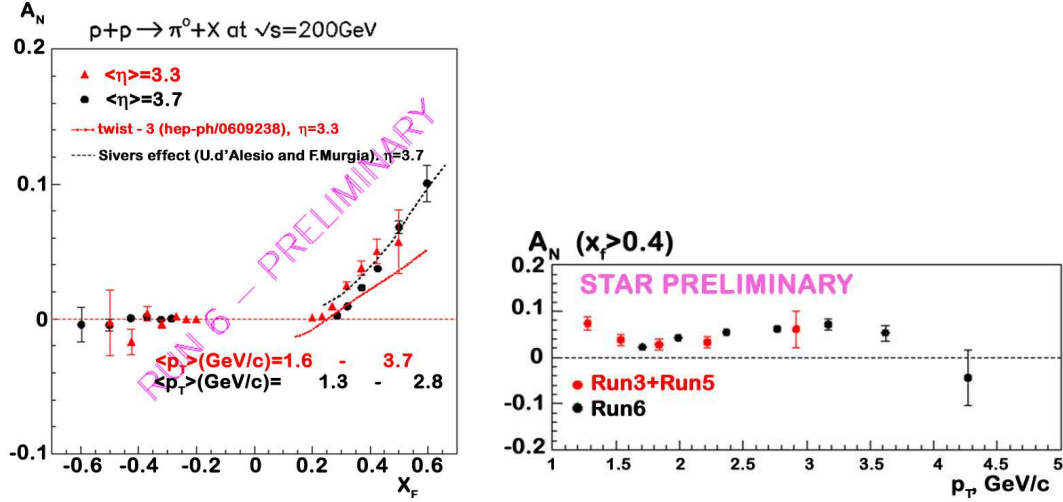 A_N
p+p → π⁰+X at √s=200GeV
0.2
<η>=3.3
<η>=3.7
twist - 3 (hep-ph/0609238), η=3.3
Sivers effect (U.d'Alesio and F.Murgia). η=3.7
RUN 6 – PRELIMINARY
0.1
0
<p_T>(GeV/c)=1.6 - 3.7
<p_T>(GeV/c)= 1.3 - 2.8
-0.1
-0.6 -0.4 -0.2 0 0.2 0.4 0.6
X_F
A_N (x_f>0.4)
0.2
STAR PRELIMINARY
0.1
0
Run3+Run5
-0.1
Run6
-0.2
1 1.5 2 2.5 3 3.5 4 4.5 5
p_T, GeV/c